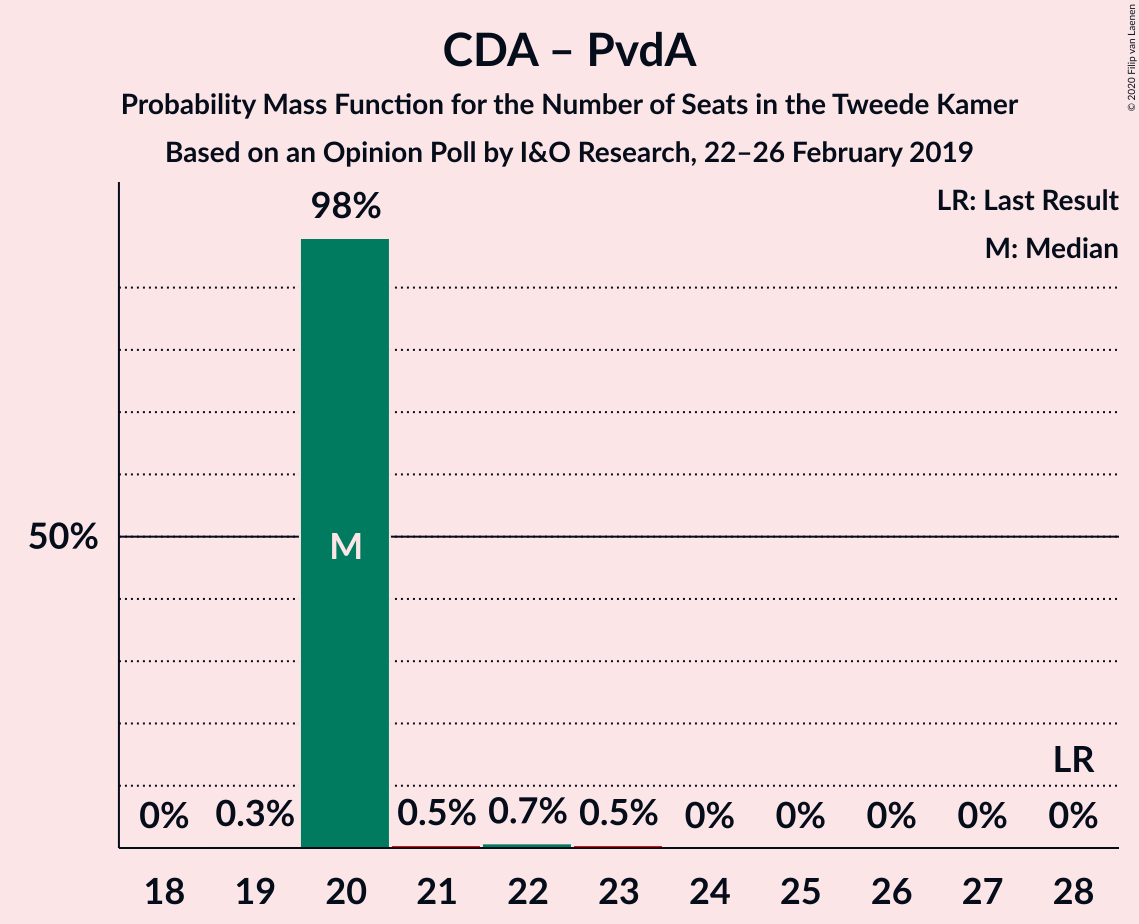 CDA – PvdA
Probability Mass Function for the Number of Seats in the Tweede Kamer
Based on an Opinion Poll by I&O Research, 22–26 February 2019
© 2020 Filip van Laenen
LR: Last Result
M: Median
98%
50%
M
LR
0% 0.3% 0.5% 0.7% 0.5% 0% 0% 0% 0% 0%
18 19 20 21 22 23 24 25 26 27 28